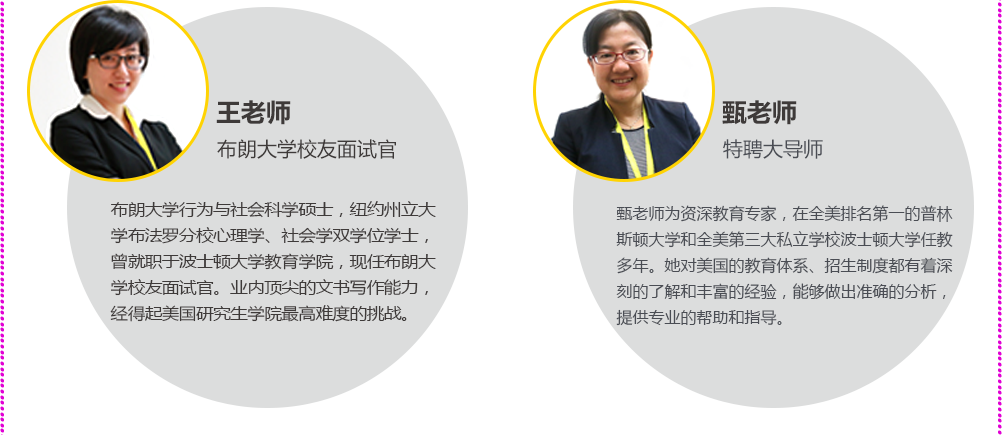 王老师
布朗大学校友面试官
布朗大学行为与社会科学硕士，纽约州立大
学布法罗分校心理学、社会学双学位学士，
曾就职于波士顿大学教育学院，现任布朗大
学校友面试官。业内顶尖的文书写作能力，
经得起美国研究生学院最高难度的挑战。
甄老师
特聘大导师
甄老师为资深教育专家，在全美排名第一的普林
斯顿大学和全美第三大私立学校波士顿大学任教
多年。她对美国的教育体系、招生制度都有着深
刻的了解和丰富的经验，能够做出准确的分析，
提供专业的帮助和指导。